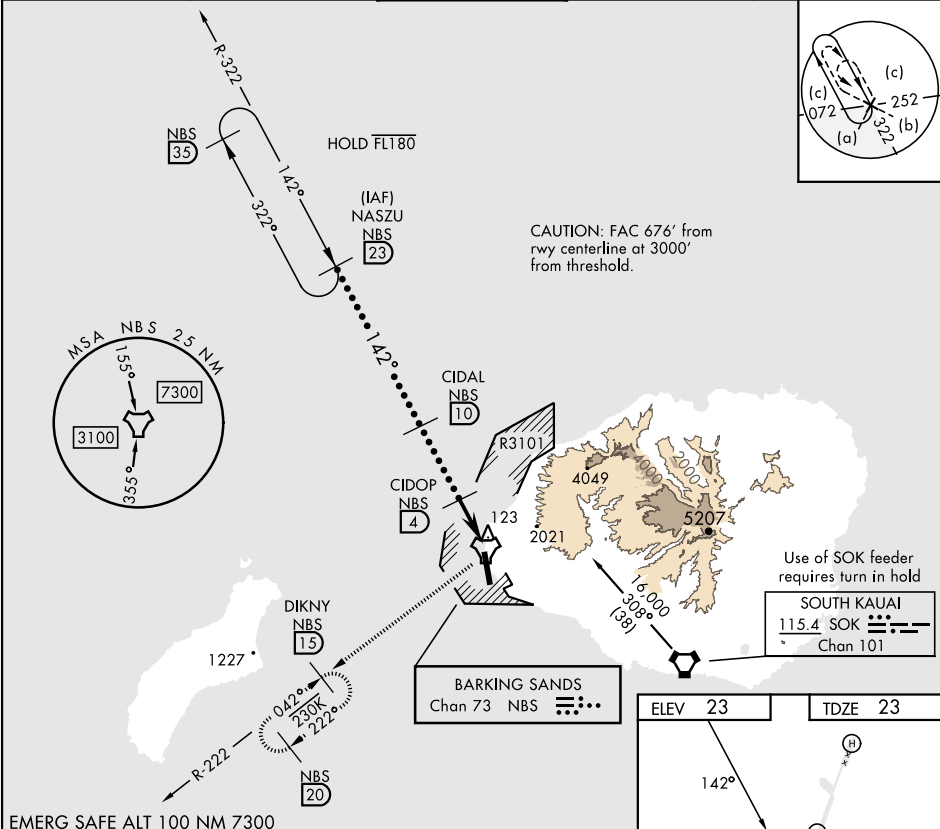 R-322
NBS
35
HOLD FL180
142°
322°
(IAF)
NASZU
NBS
23
(c)
(c)
072
252
(a)
322
(b)
CAUTION: FAC 676' from
rwy centerline at 3000'
from threshold.
142°
MSA NBS 25 NM
155°
7300
3100
355°
CIDAL
NBS
10
R3101
CIDOP
NBS
4
123
4049
4000
2000
2021
5207
16,000
308°
(38)
Use of SOK feeder
requires turn in hold
SOUTH KAUAI
115.4 SOK
Chan 101
DIKNY
NBS
15
1227
042°
230K
222°
R-222
NBS
20
BARKING SANDS
Chan 73 NBS
ELEV 23
TDZE 23
H
142°
EMERG SAFE ALT 100 NM 7300